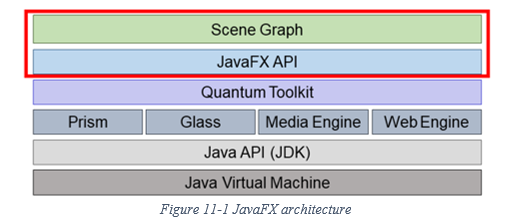 Scene Graph
JavaFX API
Quantum Toolkit
Prism Glass Media Engine Web Engine
Java API (JDK)
Java Virtual Machine
Figure 11-1 JavaFX architecture